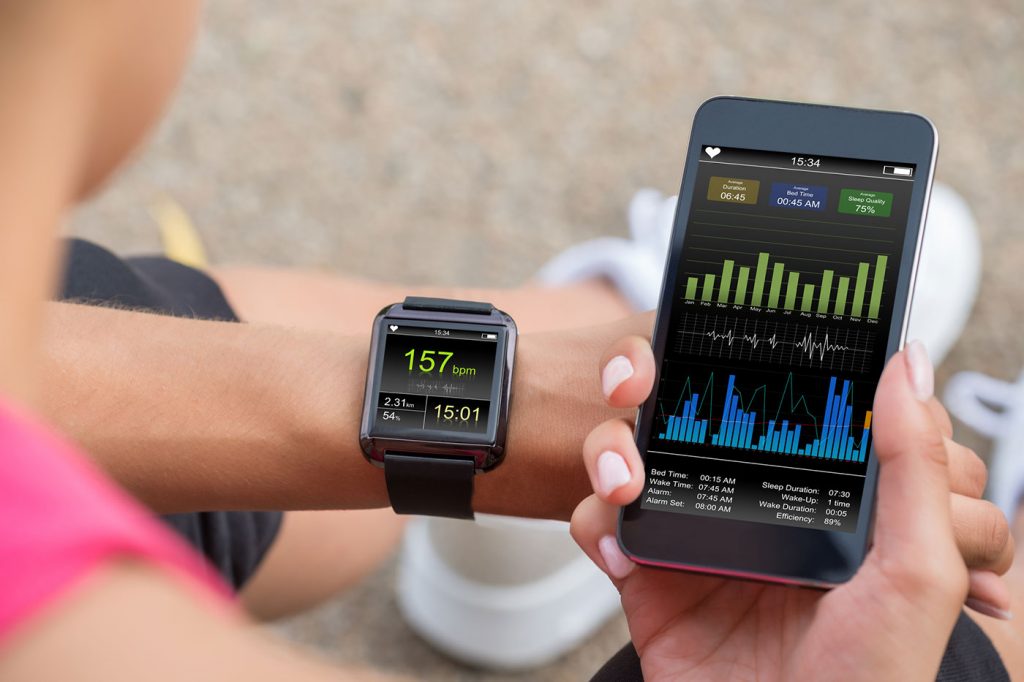 15:34
157 bpm
2.31 km
54%
15:01
15:34
Average
Duration
06:45
Average
Bed Time
00:45 AM
Average
Sleep Quality
75%
Jan Feb Mar Apr May Jun Jul Aug Sep Oct Nov Dec
Bed Time: 00:15 AM
Wake Time: 07:45 AM
Alarm: 07:45 AM
Alarm Set: 08:00 AM
Sleep Duration: 07:30
Wake-Up: 1 time
Wake Duration: 00:05
Efficiency: 89%